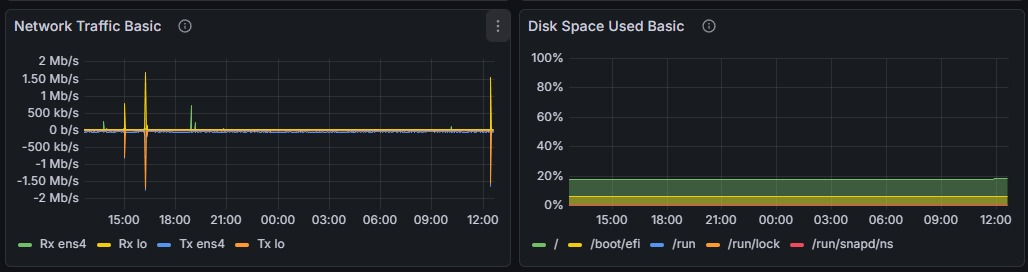 Network Traffic Basic
2 Mb/s
1.50 Mb/s
1 Mb/s
500 kb/s
0 b/s
-500 kb/s
-1 Mb/s
-1.50 Mb/s
-2 Mb/s
15:00 18:00 21:00 00:00 03:00 06:00 09:00 12:00
Rx ens4 Rx lo Tx ens4 Tx lo
Disk Space Used Basic
100%
80%
60%
40%
20%
0%
15:00 18:00 21:00 00:00 03:00 06:00 09:00 12:00
/ /boot/efi /run /run/lock /run/snapd/ns